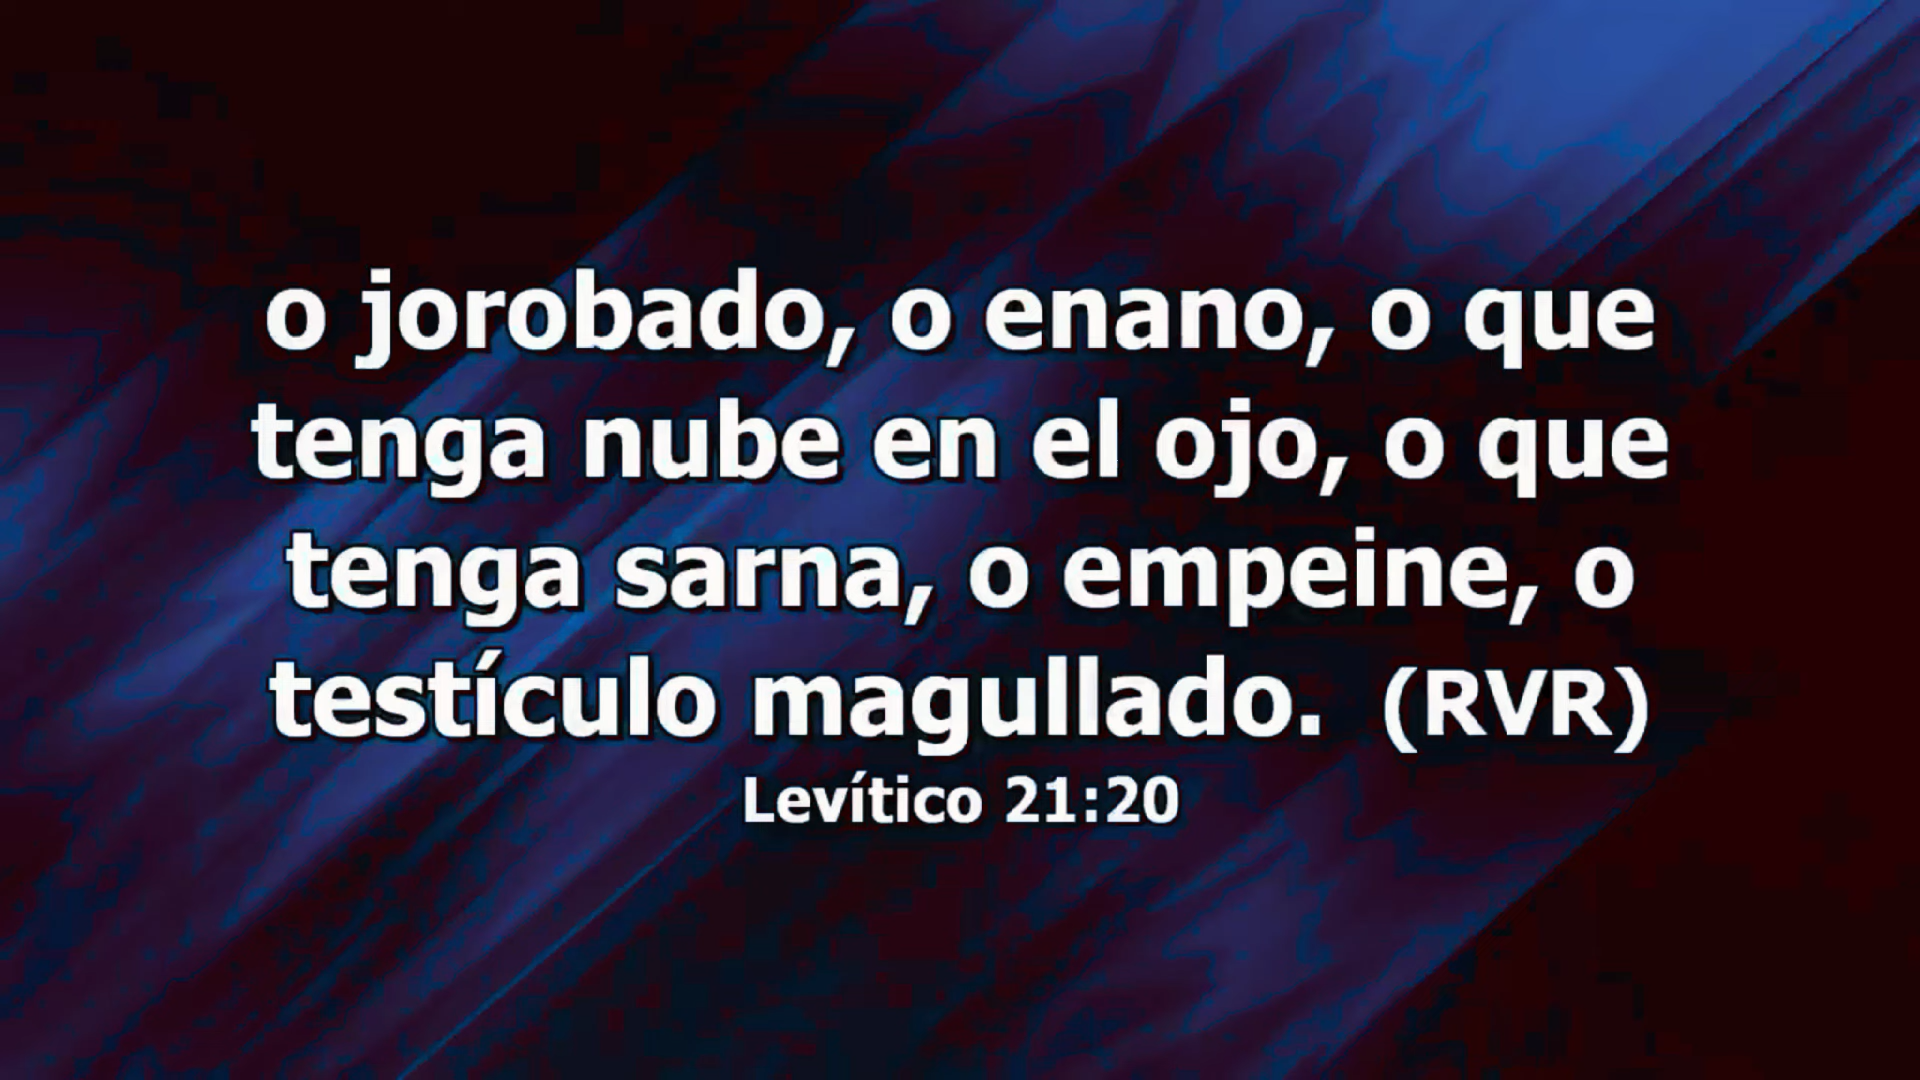 o jorobado, o enano, o que
tenga nube en el ojo, o que
tenga sarna, o empeine, o
testículo magullado. (RVR)
Levítico 21:20